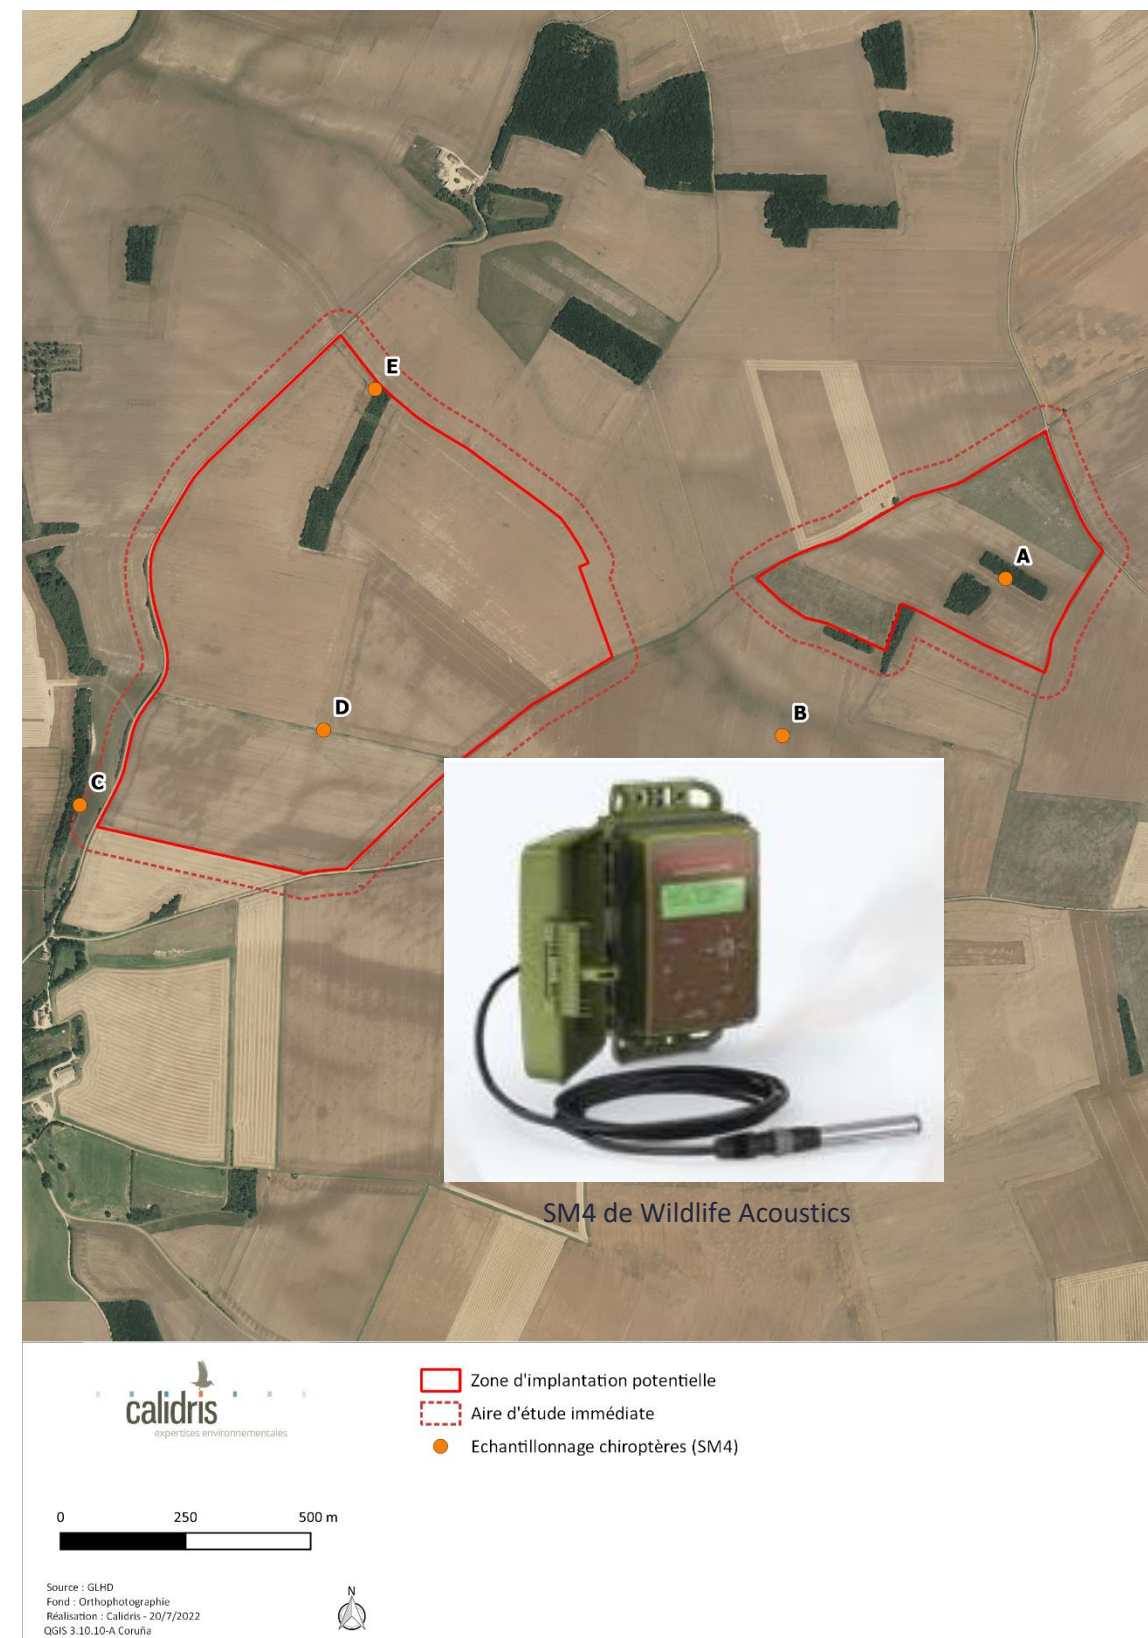 E
A
D
B
C
SM4 de Wildlife Acoustics
calidris
expertises environnementales
Zone d'implantation potentielle
Aire d'étude immédiate
Echantillonnage chiroptères (SM4)
0 250 500 m
Source : GLHD
Fond : Orthophotographie
Réalisation : Calidris - 20/7/2022
QGIS 3.10.10-A Coruña
N